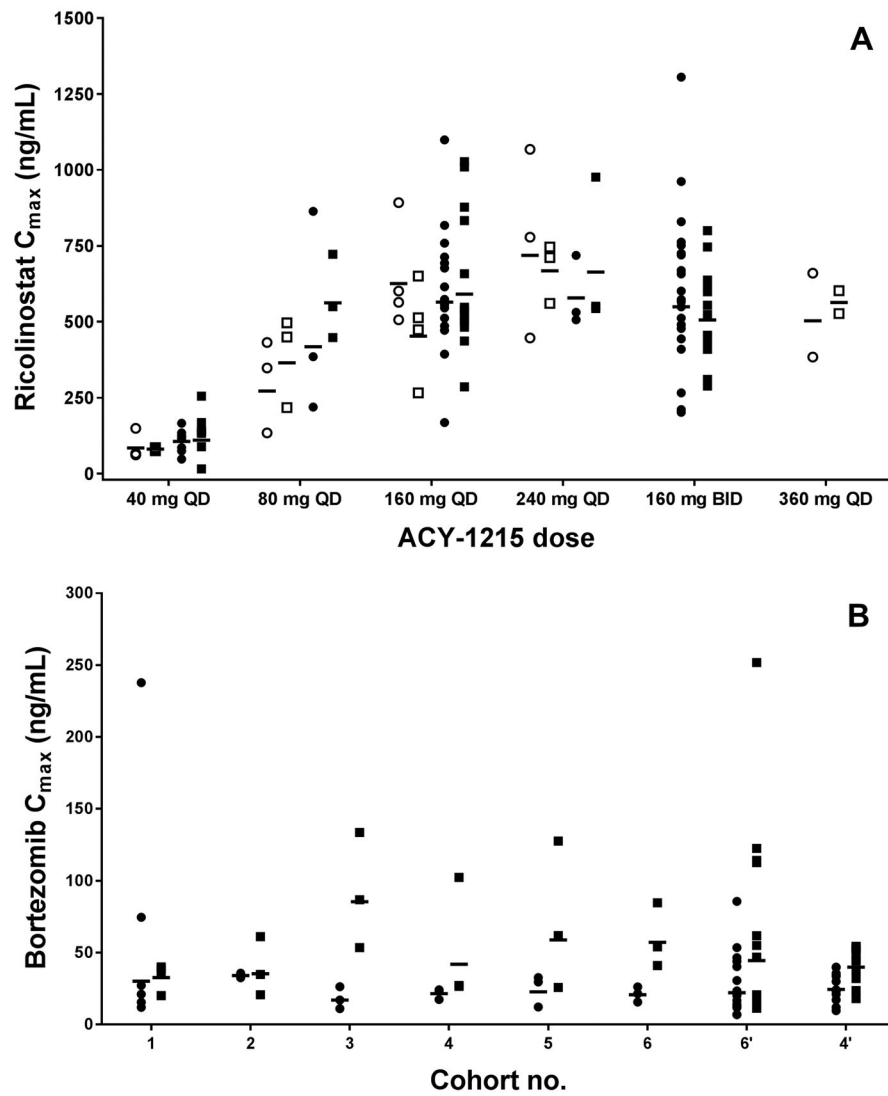 A
Ricolinostat Cmax (ng/mL)
1500
1250
1000
750
500
250
0
40 mg QD 80 mg QD 160 mg QD 240 mg QD 160 mg BID 360 mg QD
ACY-1215 dose
B
Bortezomib Cmax (ng/mL)
300
250
200
150
100
50
0
1 2 3 4 5 6 6' 4'
Cohort no.